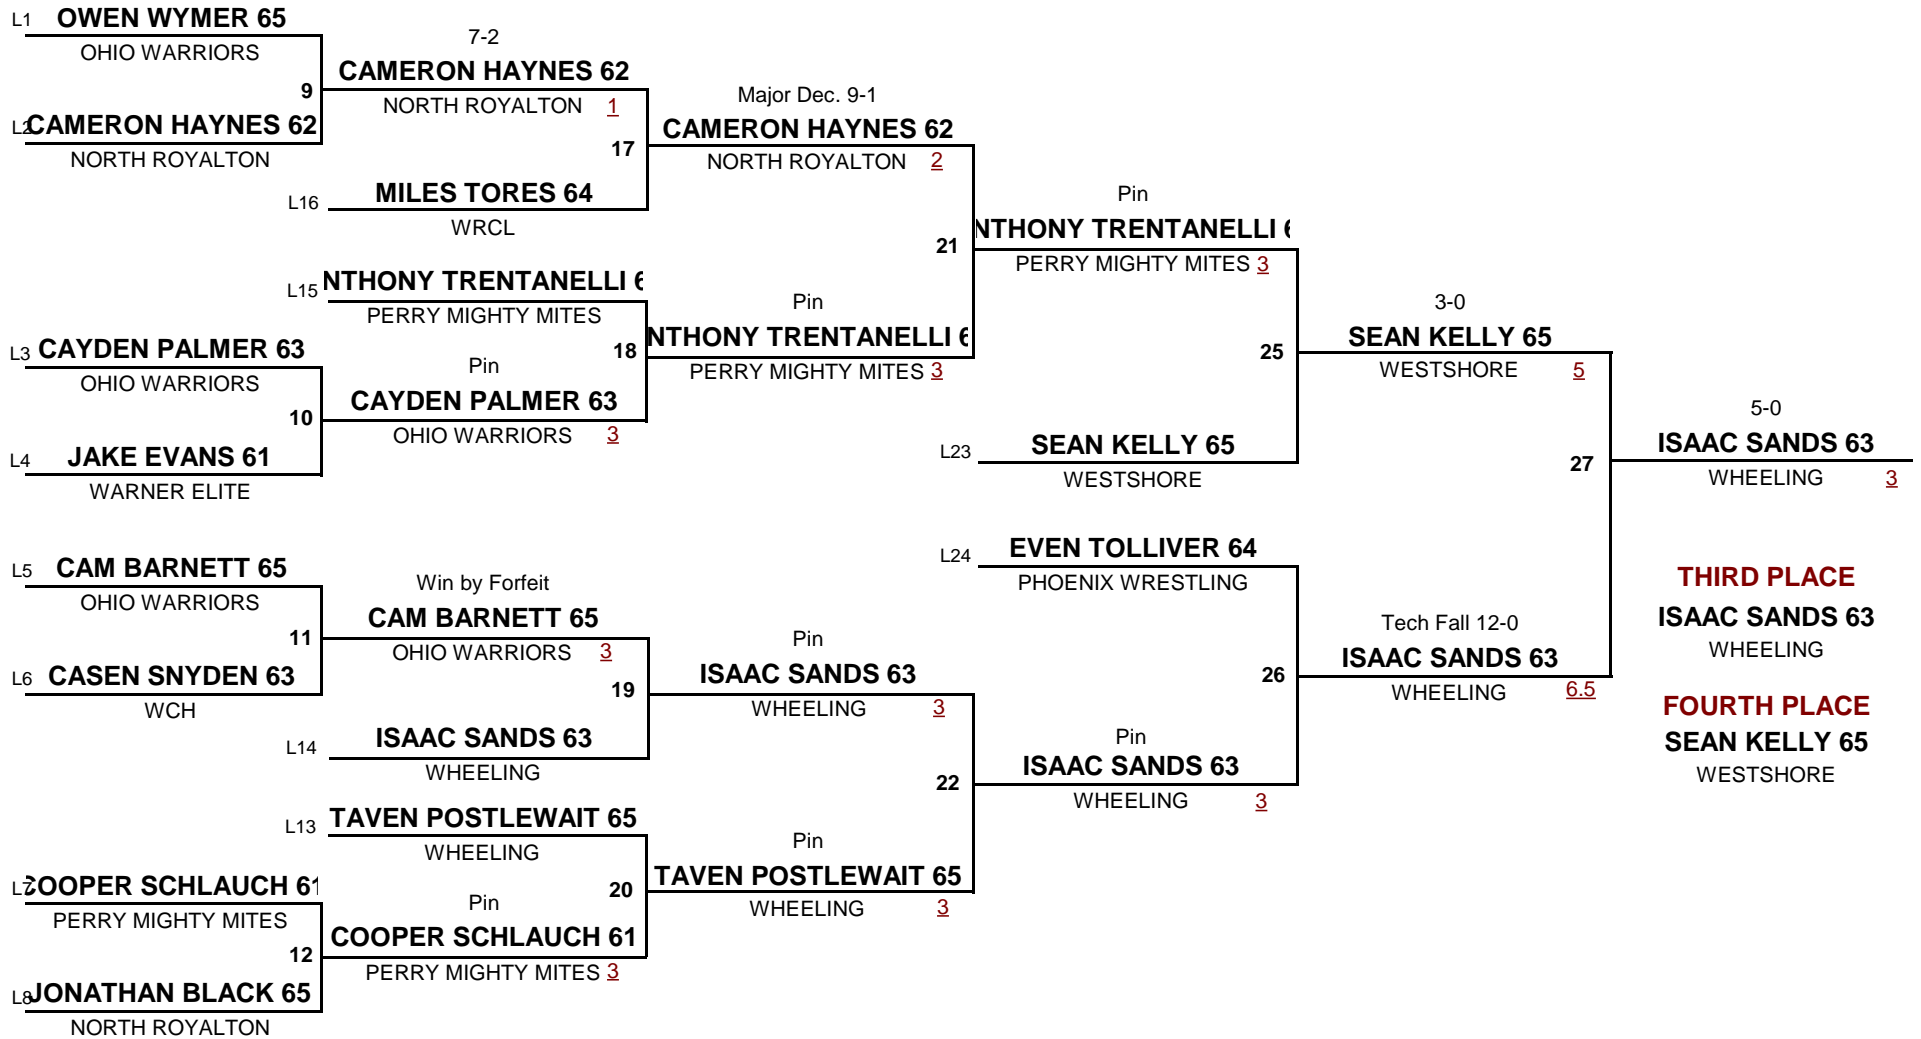 L1 OWEN WYMER 65
OHIO WARRIORS
9
L2 CAMERON HAYNES 62
NORTH ROYALTON
7-2
CAMERON HAYNES 62
NORTH ROYALTON 1
17
L16 MILES TORES 64
WRCL
Major Dec. 9-1
CAMERON HAYNES 62
NORTH ROYALTON 2
21
L15 NTHONY TRENTANELLI 6
PERRY MIGHTY MITES
18
Pin
NTHONY TRENTANELLI 6
PERRY MIGHTY MITES 3
L3 CAYDEN PALMER 63
OHIO WARRIORS
10
L4 JAKE EVANS 61
WARNER ELITE
Pin
CAYDEN PALMER 63
OHIO WARRIORS 3
Pin
NTHONY TRENTANELLI 6
PERRY MIGHTY MITES 3
25
L23 SEAN KELLY 65
WESTSHORE
3-0
SEAN KELLY 65
WESTSHORE 5
27
5-0
ISAAC SANDS 63
WHEELING 3
L5 CAM BARNETT 65
OHIO WARRIORS
11
L6 CASEN SNYDEN 63
WCH
Win by Forfeit
CAM BARNETT 65
OHIO WARRIORS 3
19
L14 ISAAC SANDS 63
WHEELING
Pin
ISAAC SANDS 63
WHEELING 3
22
L13 TAVEN POSTLEWAIT 65
WHEELING
20
Pin
TAVEN POSTLEWAIT 65
WHEELING 3
L7 COOPER SCHLAUCH 61
PERRY MIGHTY MITES
12
L8 JONATHAN BLACK 65
NORTH ROYALTON
Pin
COOPER SCHLAUCH 61
PERRY MIGHTY MITES 3
L24 EVEN TOLLIVER 64
PHOENIX WRESTLING
26
Pin
ISAAC SANDS 63
WHEELING 3
Tech Fall 12-0
ISAAC SANDS 63
WHEELING 6.5
THIRD PLACE
ISAAC SANDS 63
WHEELING
FOURTH PLACE
SEAN KELLY 65
WESTSHORE